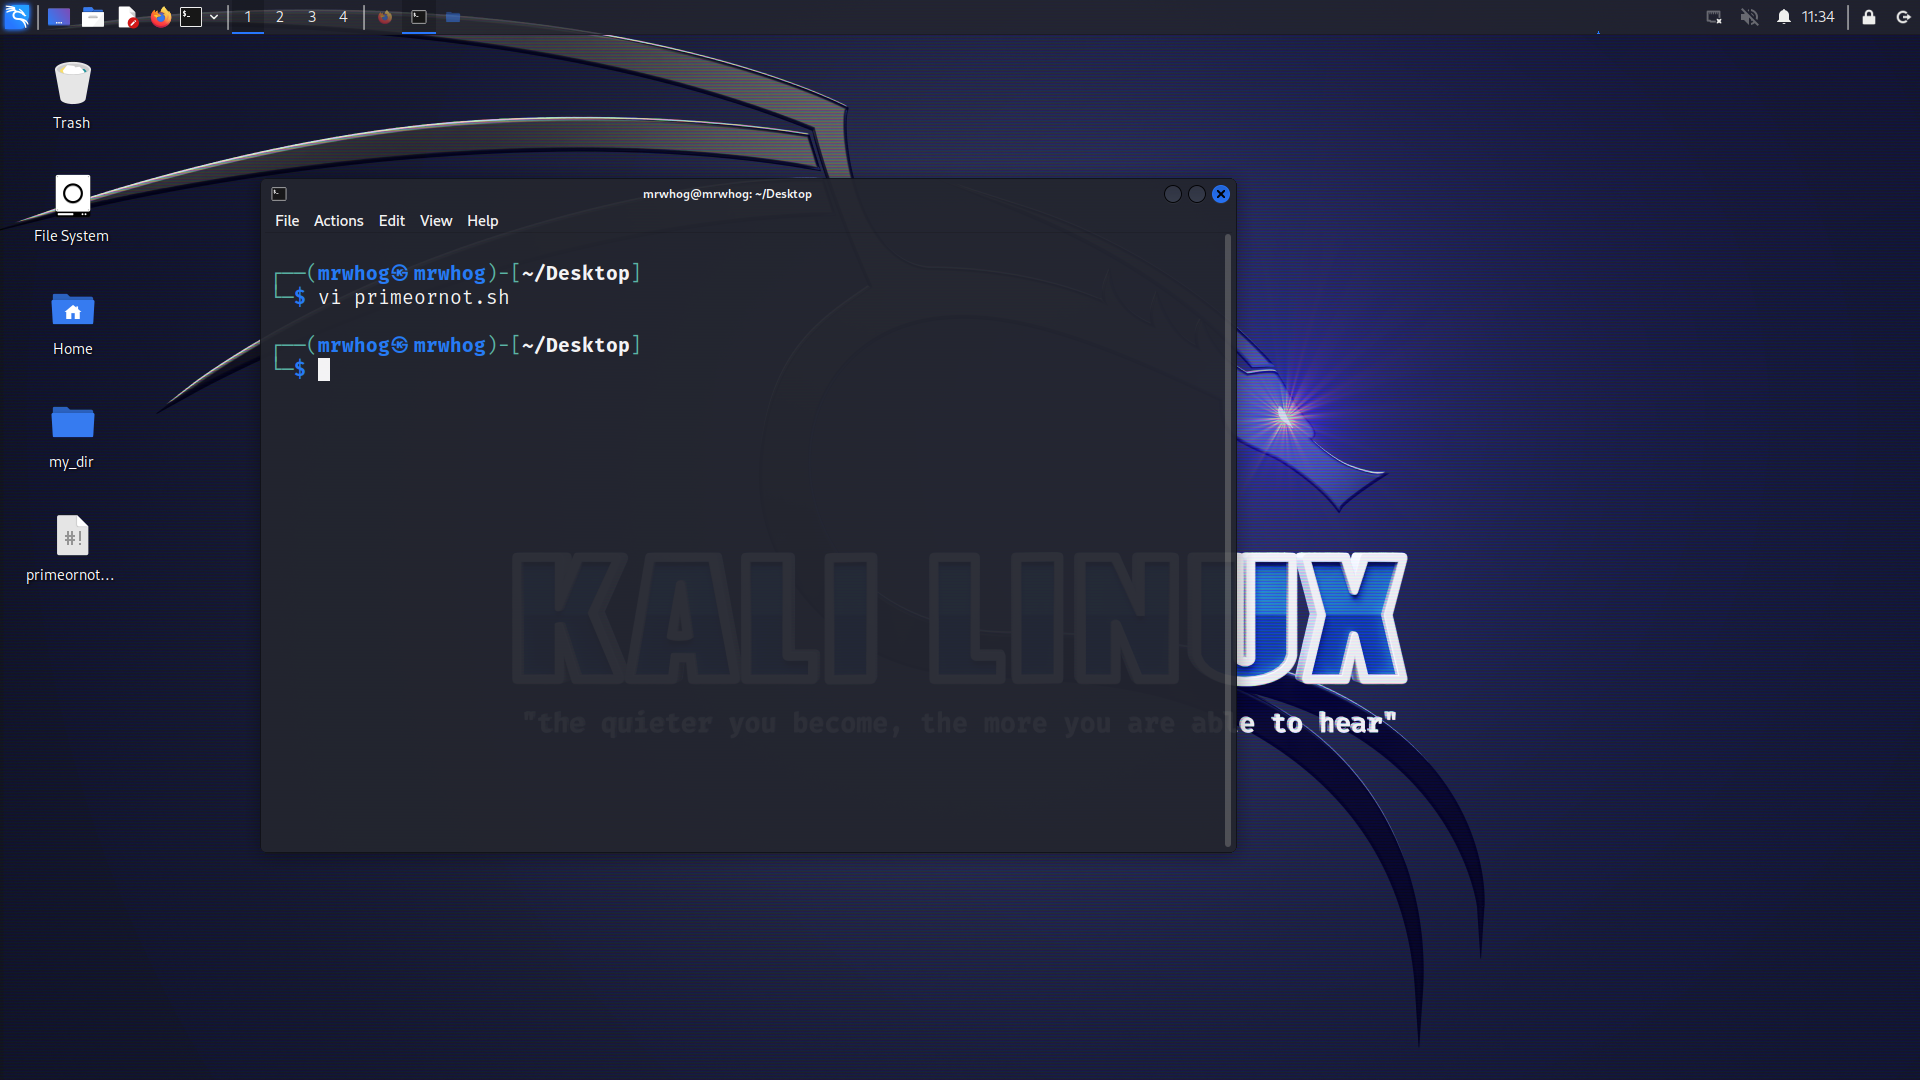 1 2 3 4
11:34
Trash
File System
Home
my_dir
#!
primeornot...
mrwhog@mrwhog: ~/Desktop
File Actions Edit View Help
┌──(mrwhog㉿mrwhog)-[~/Desktop]
└─$ vi primeornot.sh
┌──(mrwhog㉿mrwhog)-[~/Desktop]
└─$
KALI LINUX
"the quieter you become, the more you are able to hear"